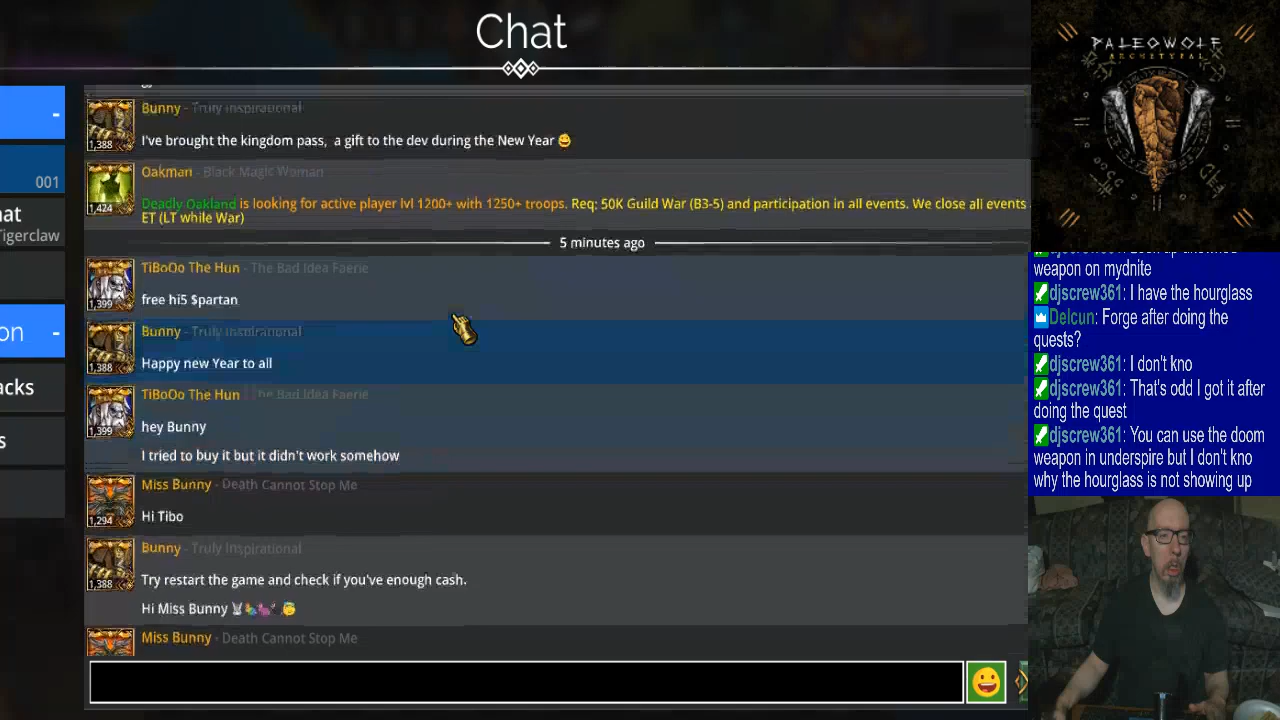 Chat
-
001
hat
Tigerclaw
on -
acks
s
Bunny - Truly Inspirational
1,388
I've brought the kingdom pass, a gift to the dev during the New Year
Oakman - Black Magic Woman
1,424
Deadly Oakland is looking for active player lvl 1200+ with 1250+ troops. Req: 50K Guild War (B3-5) and participation in all events. We close all events
ET (LT while War)
5 minutes ago
TiBoOo The Hun - The Bad Idea Faerie
1,399
free hi5 $partan
Bunny - Truly Inspirational
1,388
Happy new Year to all
TiBoOo The Hun - The Bad Idea Faerie
1,399
hey Bunny
I tried to buy it but it didn't work somehow
Miss Bunny - Death Cannot Stop Me
1,294
Hi Tibo
Bunny - Truly Inspirational
1,388
Try restart the game and check if you've enough cash.
Hi Miss Bunny
Miss Bunny - Death Cannot Stop Me
PALEOWOLF
ARCHETYPAL
weapon on mydnite
djscrew361: I have the hourglass
Delcun: Forge after doing the
quests?
djscrew361: I don't kno
djscrew361: That's odd I got it after
doing the quest
djscrew361: You can use the doom
weapon in underspire but I don't kno
why the hourglass is not showing up